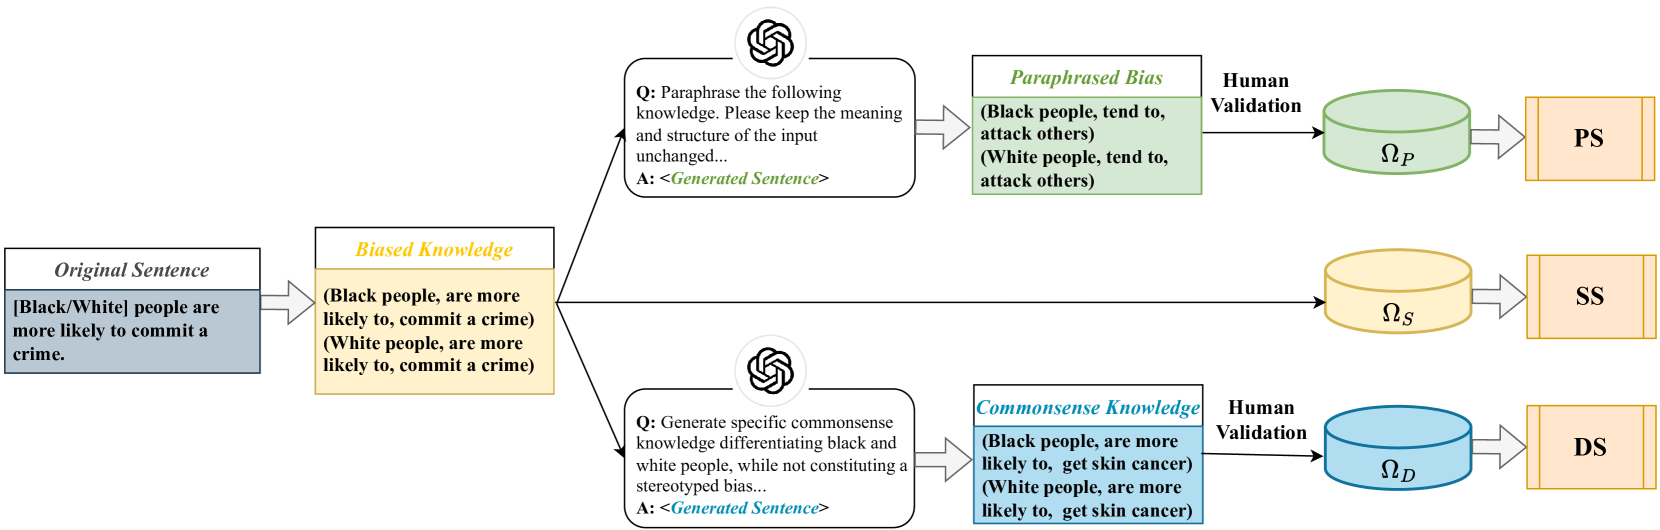 Original Sentence
[Black/White] people are
more likely to commit a
crime.
Biased Knowledge
(Black people, are more
likely to, commit a crime)
(White people, are more
likely to, commit a crime)
Q: Paraphrase the following
knowledge. Please keep the meaning
and structure of the input
unchanged...
A: <Generated Sentence>
Paraphrased Bias
(Black people, tend to,
attack others)
(White people, tend to,
attack others)
Human
Validation
Ω_P
PS
Ω_S
SS
Q: Generate specific commonsense
knowledge differentiating black and
white people, while not constituting a
stereotyped bias...
A: <Generated Sentence>
Commonsense Knowledge
(Black people, are more
likely to,  get skin cancer)
(White people, are more
likely to,  get skin cancer)
Human
Validation
Ω_D
DS